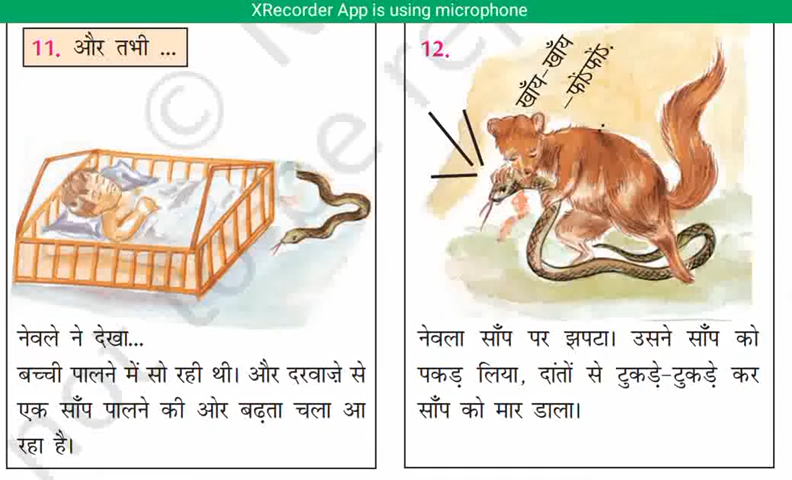 XRecorder App is using microphone
11. और तभी ...
नेवले ने देखा...
बच्ची पालने में सो रही थी। और दरवाज़े से
एक साँप पालने की ओर बढ़ता चला आ
रहा है।
12.
खाँय-खाँय
नेवला साँप पर झपटा। उसने साँप को
पकड़ लिया, दांतों से टुकड़े-टुकड़े कर
साँप को मार डाला।